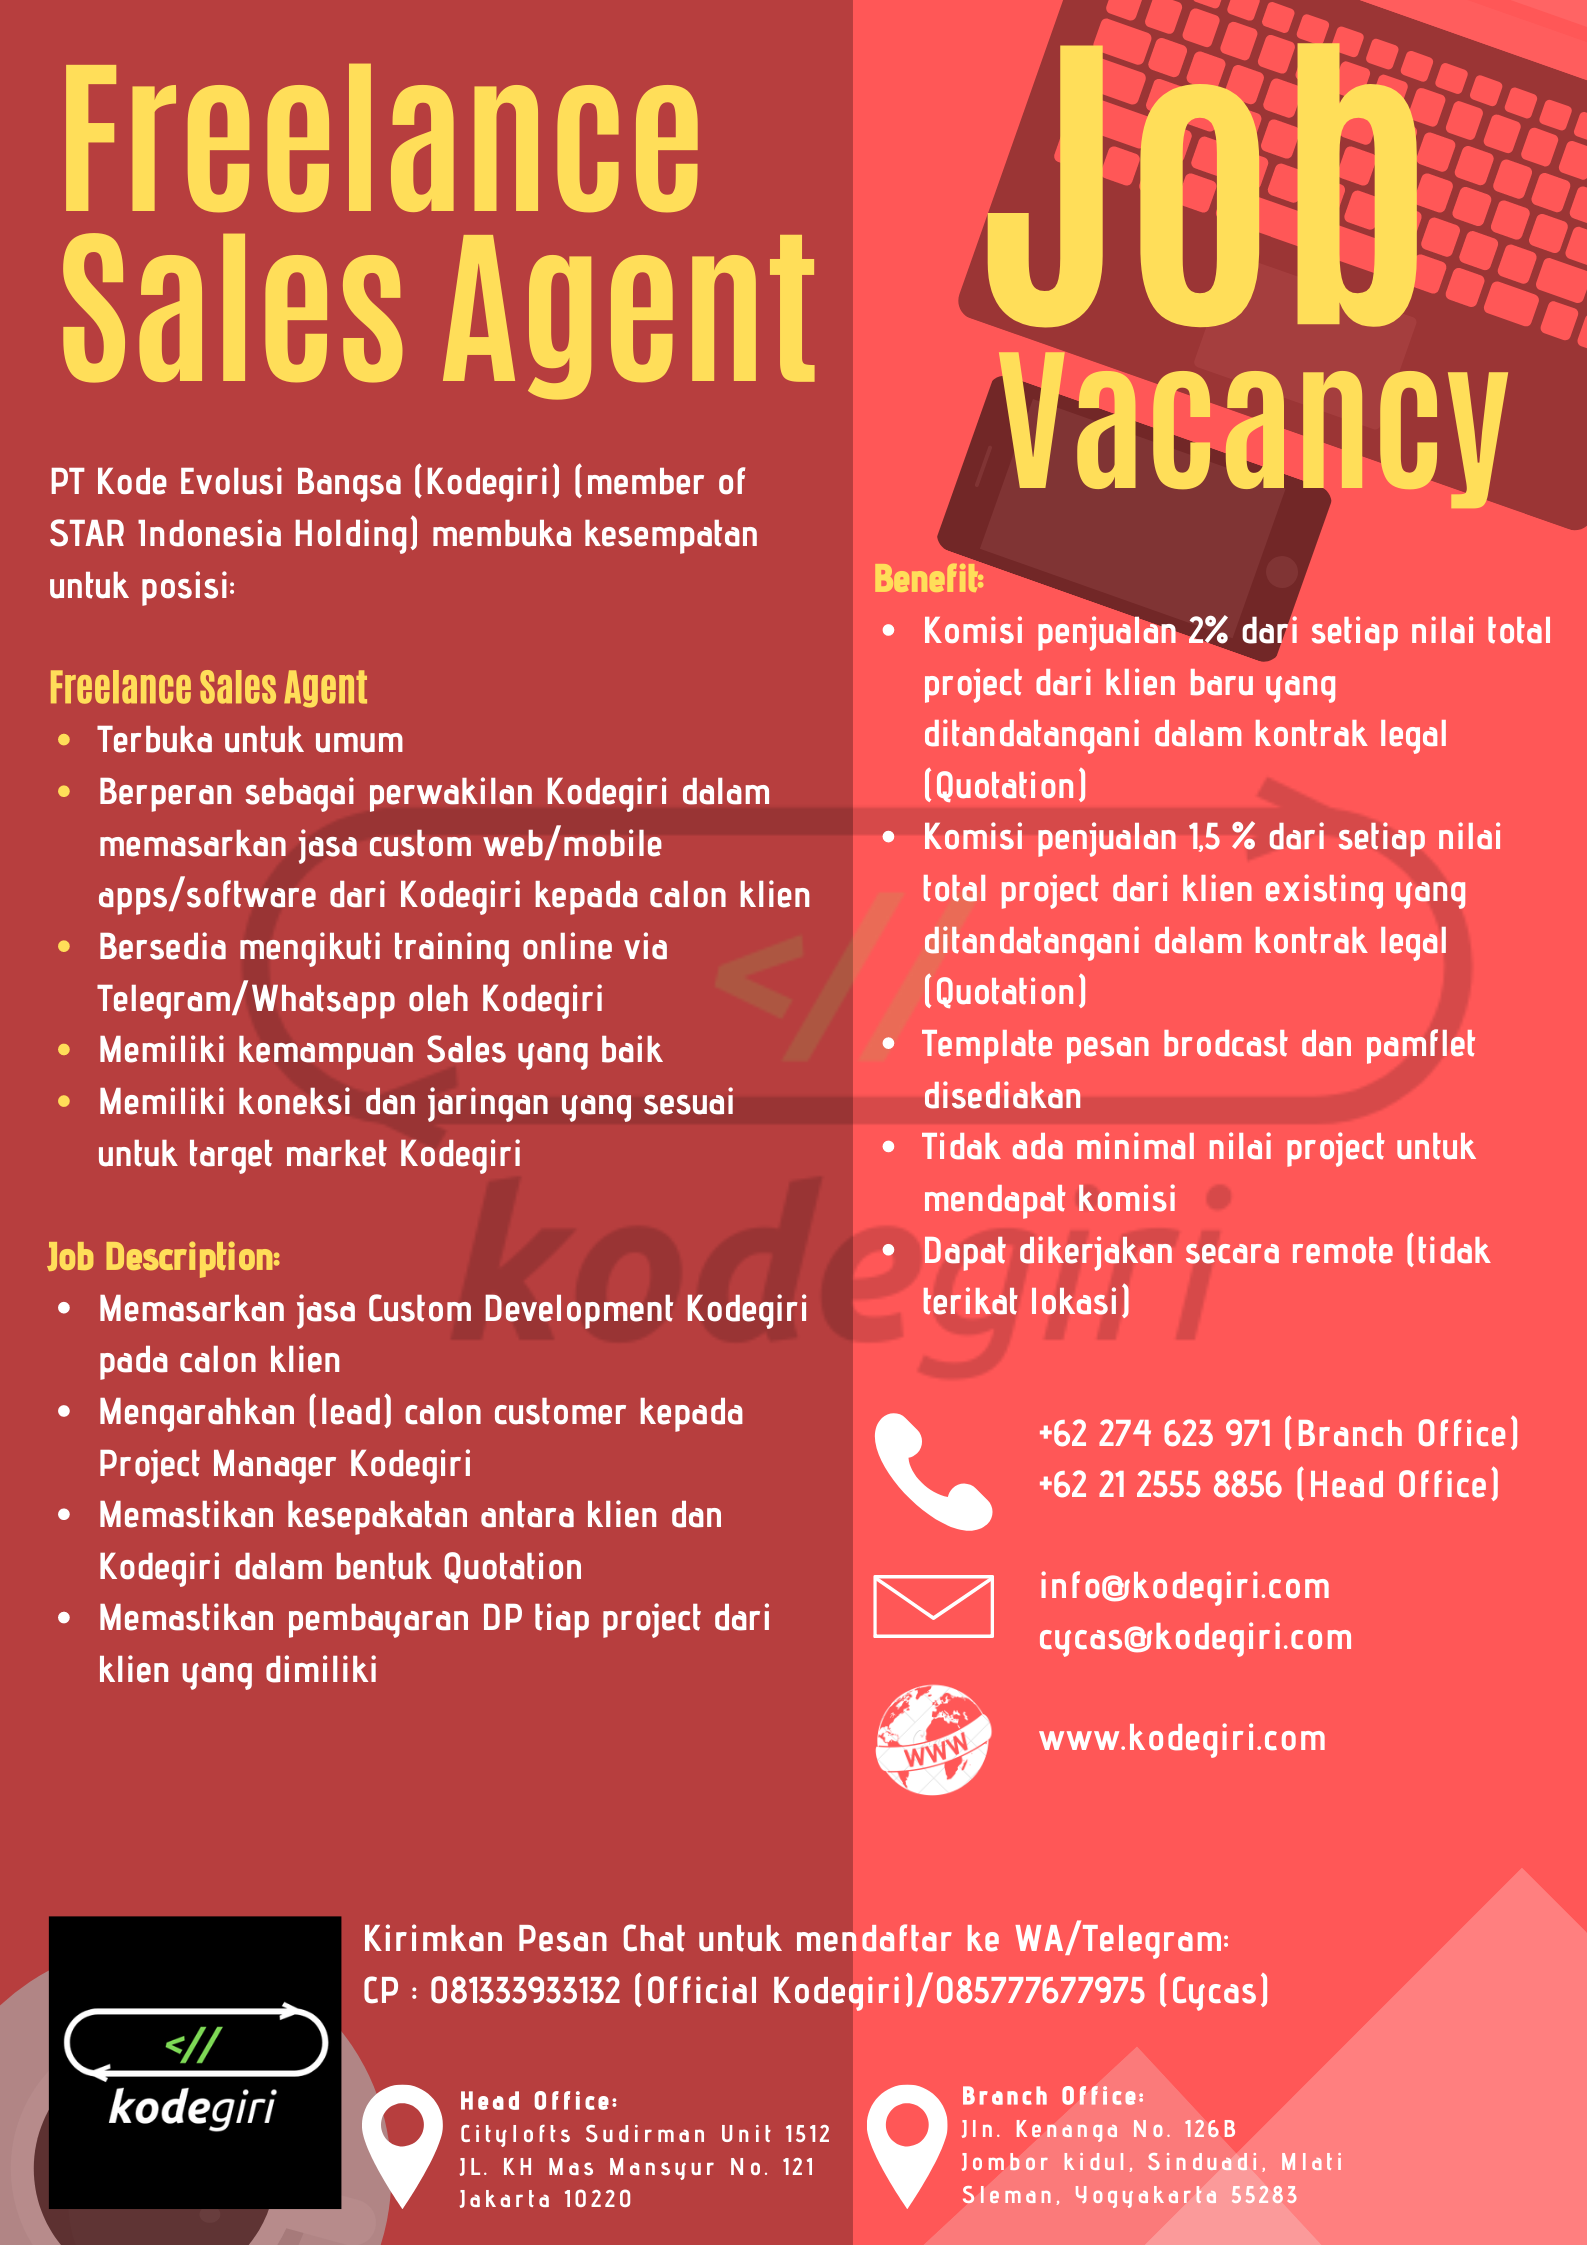 Freelance
Sales Agent
PT Kode Evolusi Bangsa (Kodegiri) (member of
STAR Indonesia Holding) membuka kesempatan
untuk posisi:
Freelance Sales Agent
• Terbuka untuk umum
• Berperan sebagai perwakilan Kodegiri dalam
memasarkan jasa custom web/mobile
apps/software dari Kodegiri kepada calon klien
• Bersedia mengikuti training online via
Telegram/Whatsapp oleh Kodegiri
• Memiliki kemampuan Sales yang baik
• Memiliki koneksi dan jaringan yang sesuai
untuk target market Kodegiri
Job Description:
• Memasarkan jasa Custom Development Kodegiri
pada calon klien
• Mengarahkan (lead) calon customer kepada
Project Manager Kodegiri
• Memastikan kesepakatan antara klien dan
Kodegiri dalam bentuk Quotation
• Memastikan pembayaran DP tiap project dari
klien yang dimiliki
Job
Vacancy
Benefit:
• Komisi penjualan 2% dari setiap nilai total
project dari klien baru yang
ditandatangani dalam kontrak legal
(Quotation)
• Komisi penjualan 1,5 % dari setiap nilai
total project dari klien existing yang
ditandatangani dalam kontrak legal
(Quotation)
• Template pesan brodcast dan pamflet
disediakan
• Tidak ada minimal nilai project untuk
mendapat komisi
• Dapat dikerjakan secara remote (tidak
terikat lokasi)
<//
kodegiri
+62 274 623 971 (Branch Office)
+62 21 2555 8856 (Head Office)
info@kodegiri.com
cycas@kodegiri.com
WWW
www.kodegiri.com
Kirimkan Pesan Chat untuk mendaftar ke WA/Telegram:
CP : 081333933132 (Official Kodegiri)/085777677975 (Cycas)
<//
kodegiri
Head Office:
Citylofts Sudirman Unit 1512
JL. KH Mas Mansyur No. 121
Jakarta 10220
Branch Office:
Jln. Kenanga No. 126B
Jombor kidul, Sinduadi, Mlati
Sleman, Yogyakarta 55283